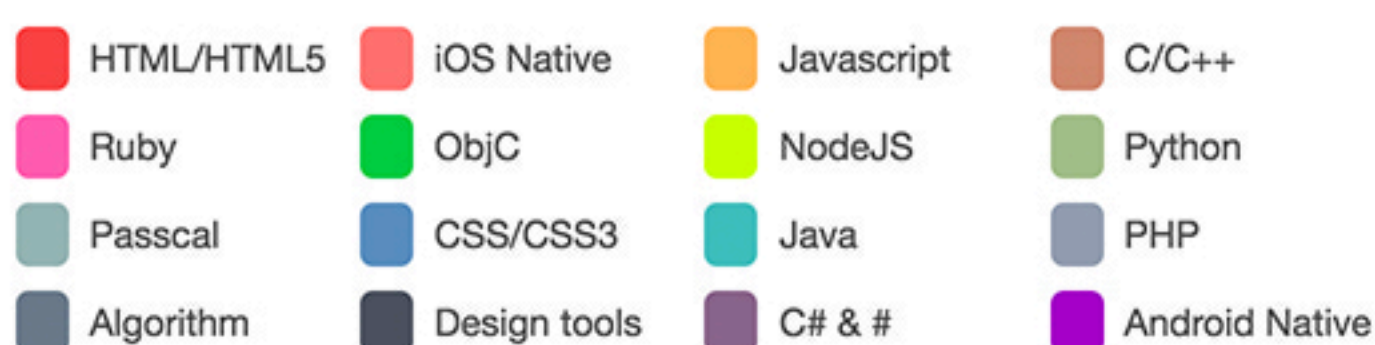 HTML/HTML5 iOS Native Javascript C/C++
Ruby ObjC NodeJS Python
Passcal CSS/CSS3 Java PHP
Algorithm Design tools C# & # Android Native